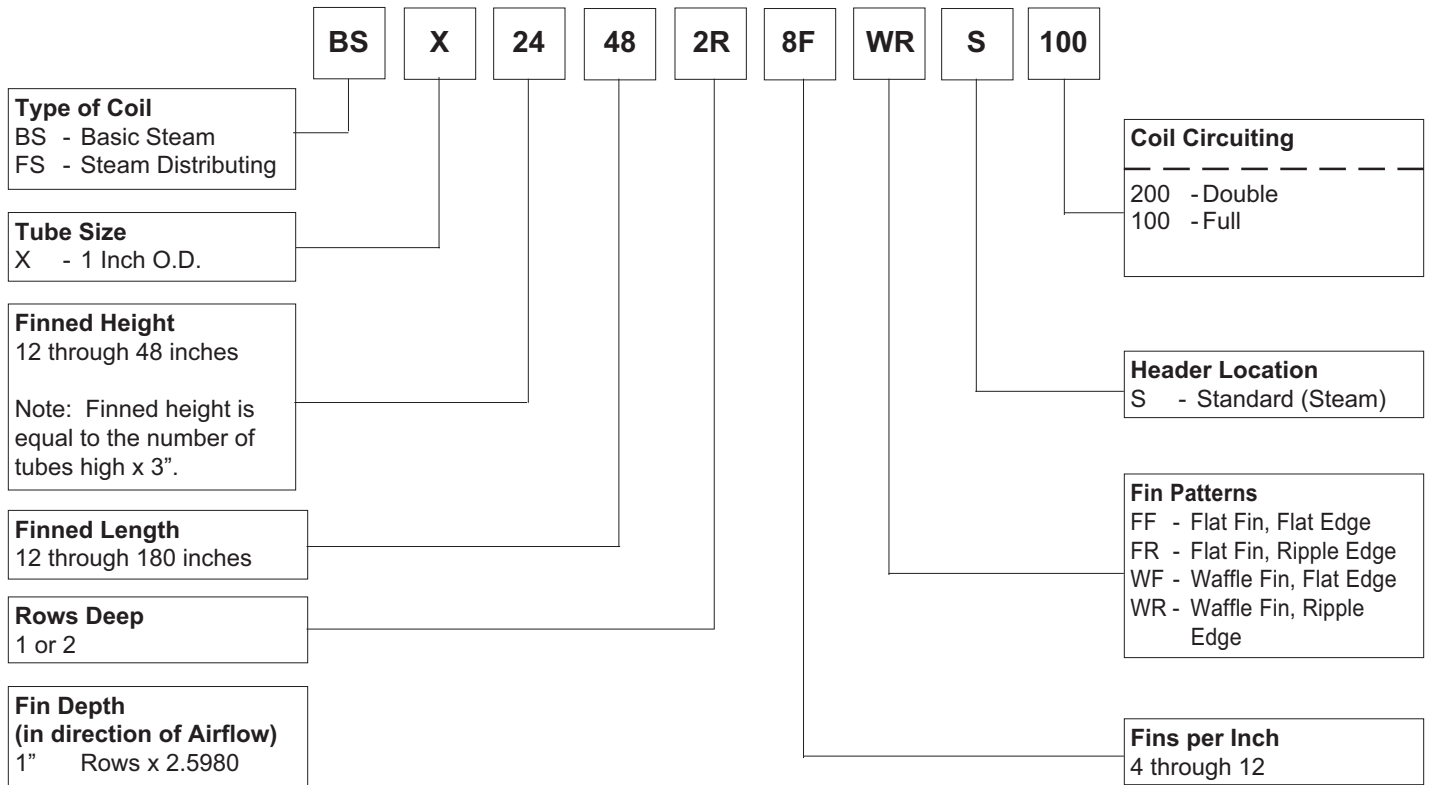 BS X 24 48 2R 8F WR S 100
Type of Coil
BS - Basic Steam
FS - Steam Distributing
Tube Size
X - 1 Inch O.D.
Finned Height
12 through 48 inches
Note: Finned height is
equal to the number of
tubes high x 3”.
Finned Length
12 through 180 inches
Rows Deep
1 or 2
Fin Depth
(in direction of Airflow)
1” Rows x 2.5980
Coil Circuiting
200 - Double
100 - Full
Header Location
S - Standard (Steam)
Fin Patterns
FF - Flat Fin, Flat Edge
FR - Flat Fin, Ripple Edge
WF - Waffle Fin, Flat Edge
WR - Waffle Fin, Ripple
Edge
Fins per Inch
4 through 12